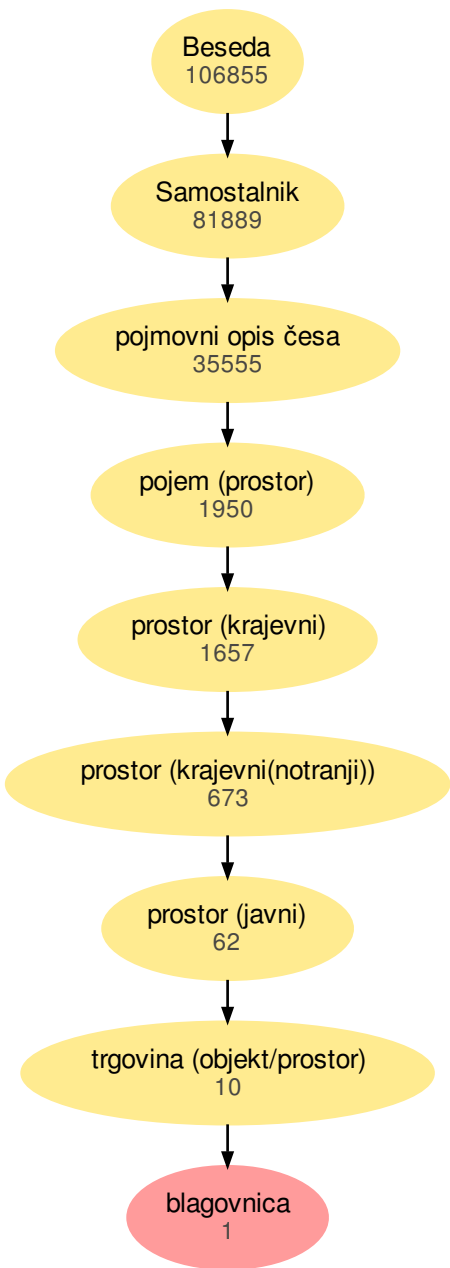 Beseda
106855
Samostalnik
81889
pojmovni opis česa
35555
pojem (prostor)
1950
prostor (krajevni)
1657
prostor (krajevni(notranji))
673
prostor (javni)
62
trgovina (objekt/prostor)
10
blagovnica
1